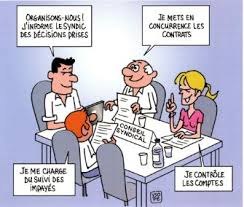 ORGANISONS-NOUS!
J'INFORME LE SYNDIC
DES DÉCISIONS PRISES
JE METS EN
CONCURRENCE LES
CONTRATS
CONSEIL
SYNDICAL
JE ME CHARGE
DU SUIVI DES
IMPAYÉS
JE CONTRÔLE
LES COMPTES